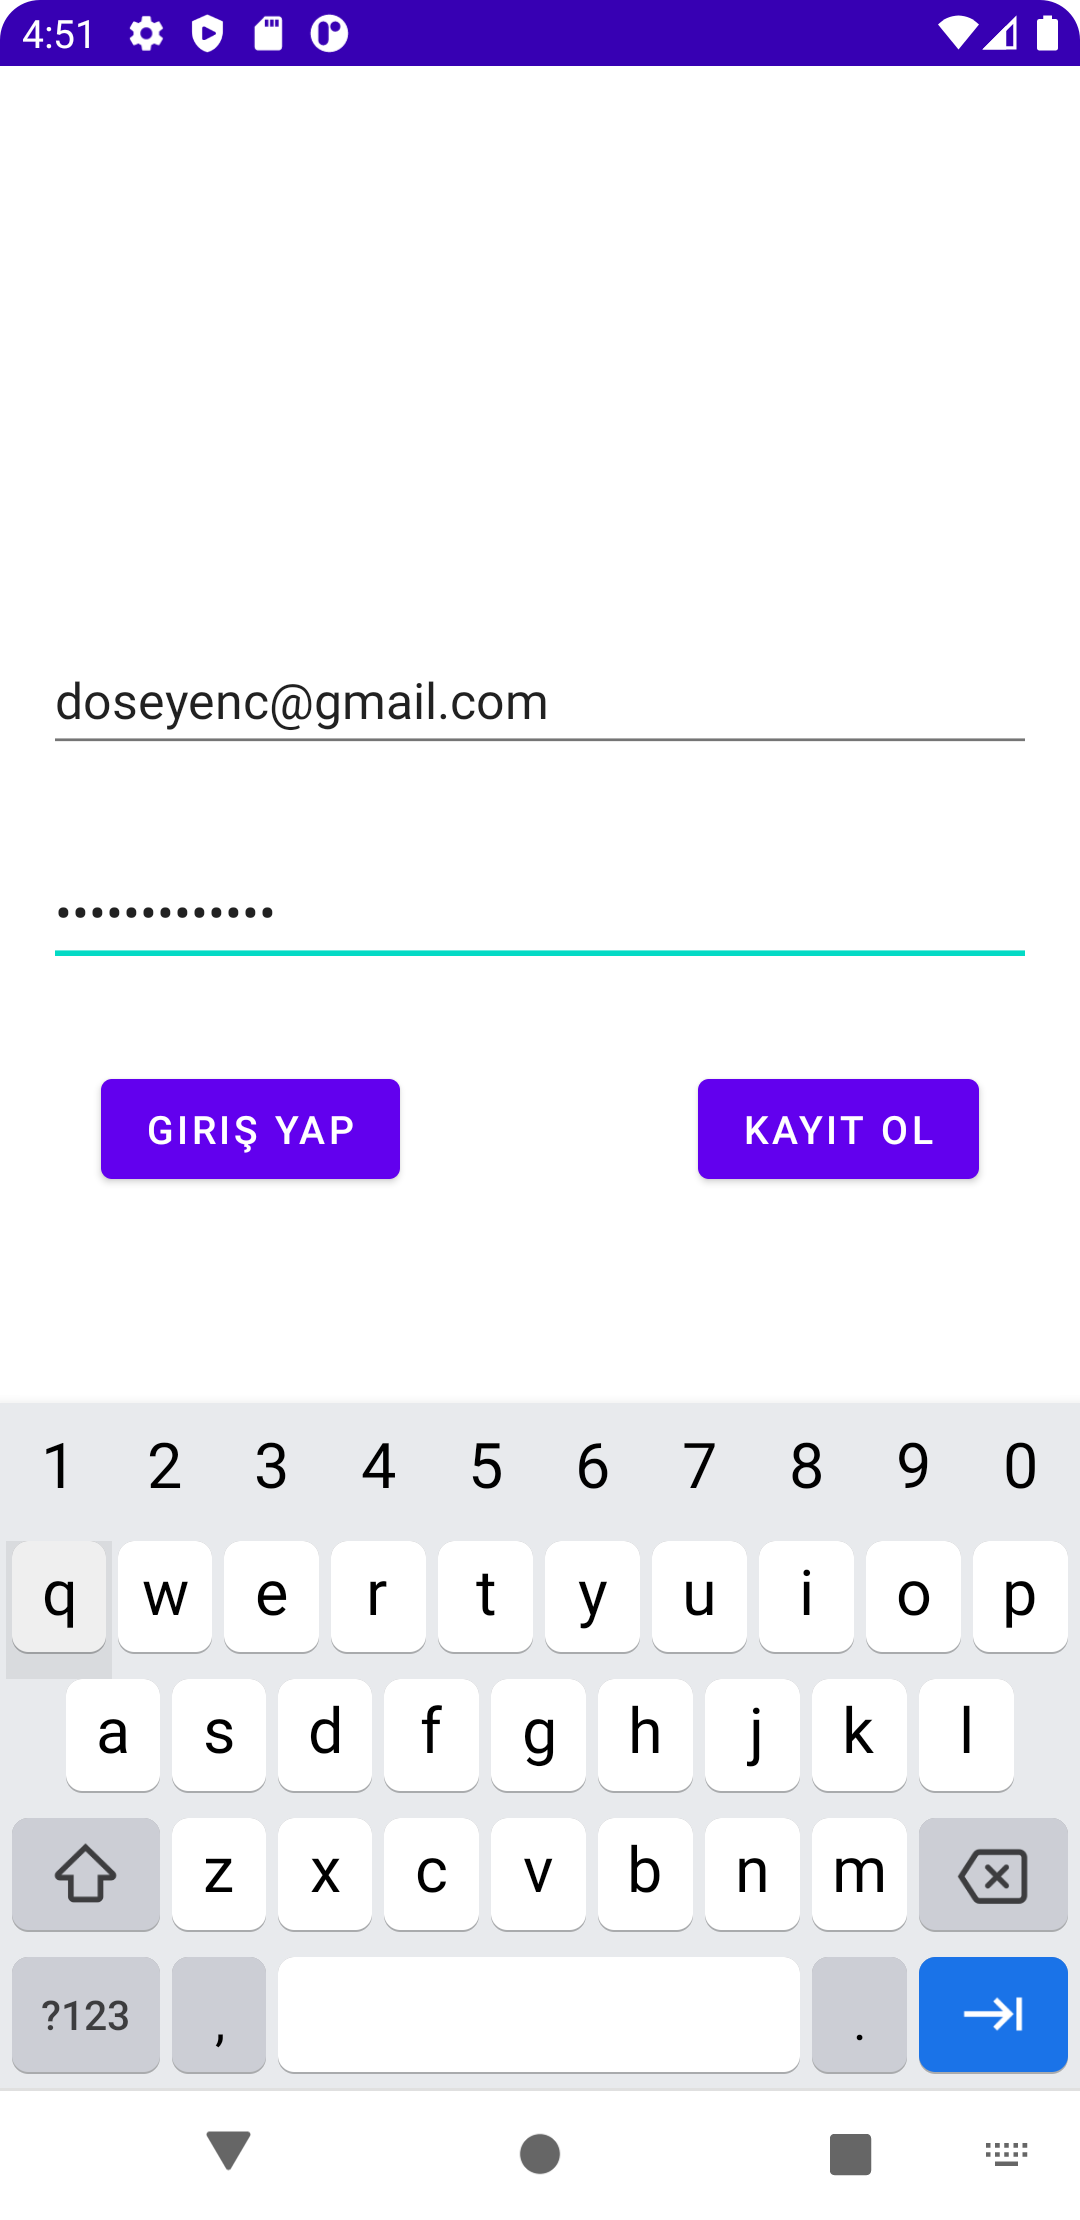 4:51
doseyenc@gmail.com
•••••••••••••
GIRIŞ YAP
KAYIT OL
1 2 3 4 5 6 7 8 9 0
q w e r t y u i o p
a s d f g h j k l
z x c v b n m
?123 , .